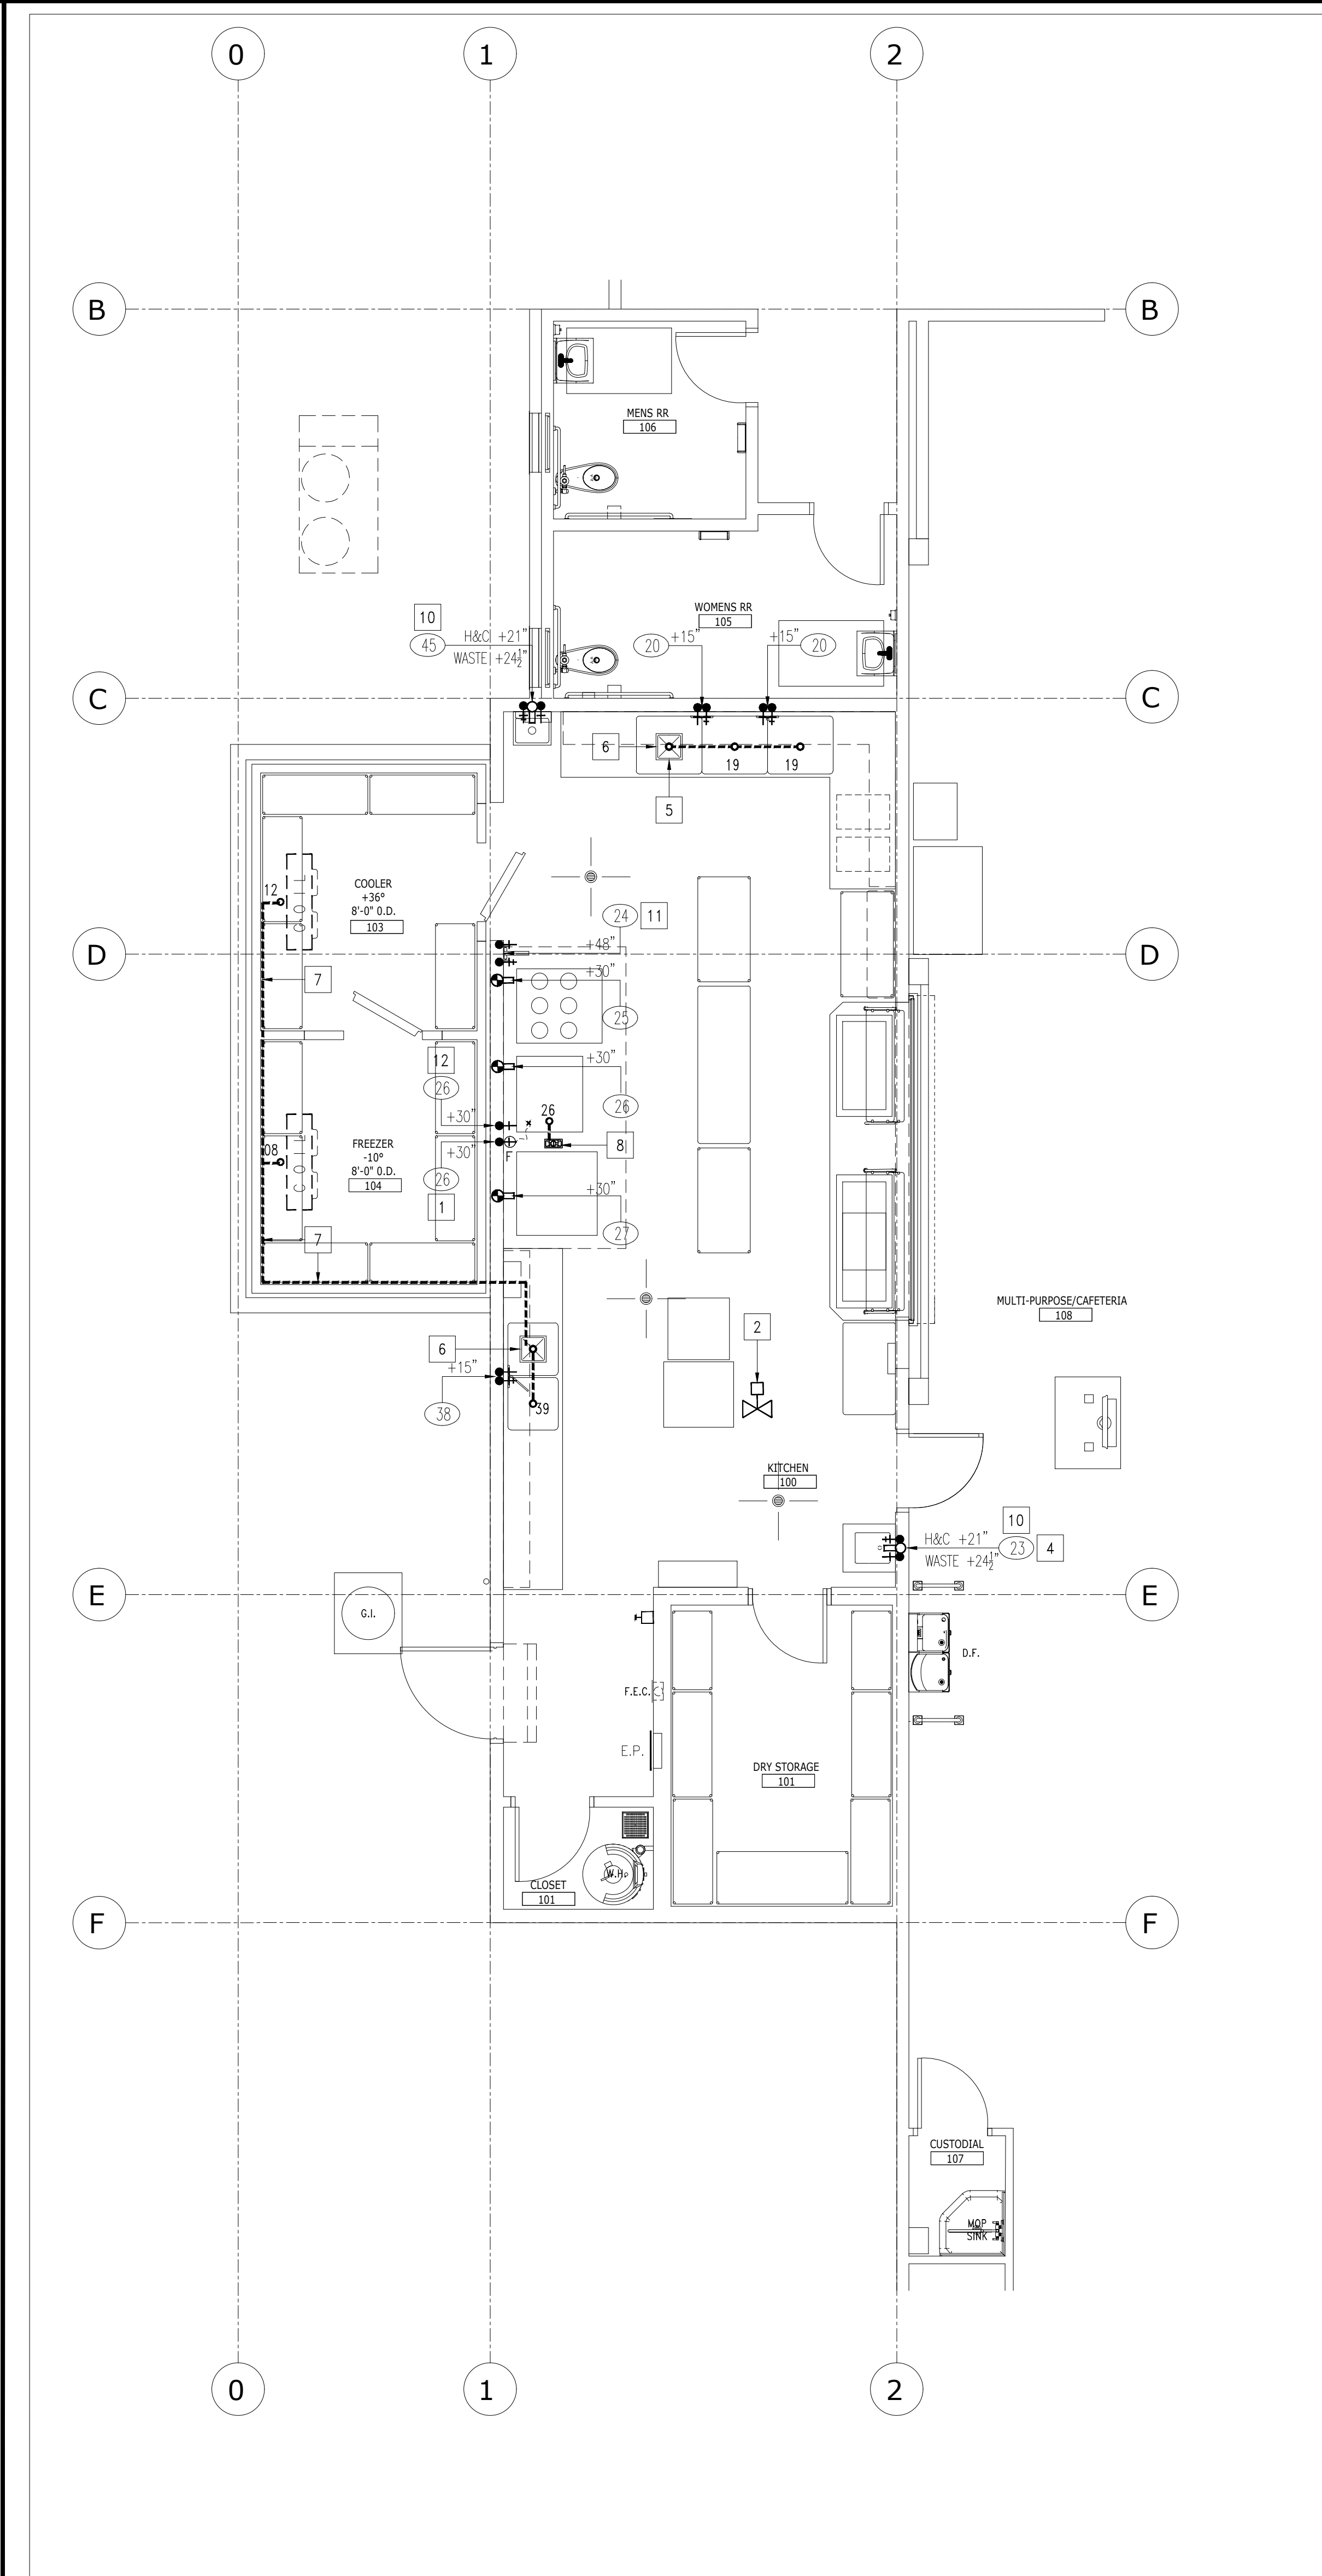 0
1
2
B
B
MENS RR
106
10
45
H&C +21"
WASTE +24½"
WOMENS RR
105
20
+15"
+15"
20
C
C
6
19
19
5
COOLER
+36°
8'-0" O.D.
103
12
COIL
24
11
D
+48"
D
7
+30"
25
12
+30"
26
26
+30"
26
FREEZER
-10°
8'-0" O.D.
104
08
COIL
8
+30"
F
26
1
+30"
27
7
MULTI-PURPOSE/CAFETERIA
108
6
2
+15"
38
39
KITCHEN
100
10
H&C +21"
23
4
WASTE +24½"
E
E
G.I.
D.F.
F.E.C.
E.P.
DRY STORAGE
101
W.H.
CLOSET
101
F
F
CUSTODIAL
107
MOP
SINK
0
1
2